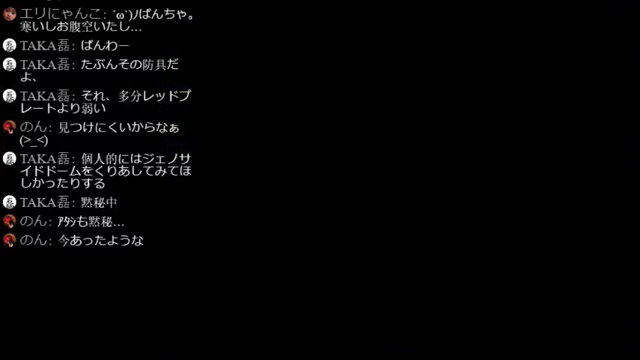 エリにゃんこ: ´ω`)ﾉばんちゃ。
寒いしお腹空いたし...
TAKA磊: ばんわー
TAKA磊: たぶんその防具だ
よ、
TAKA磊: それ、多分レッドプ
レートより弱い
のん: 見つけにくいからなぁ
(>_<)
TAKA磊: 個人的にはジェノサ
イドドームをくりあしてみてほ
しかったりする
TAKA磊: 黙秘中
のん: ｱﾀｼも黙秘...
のん: 今あったような